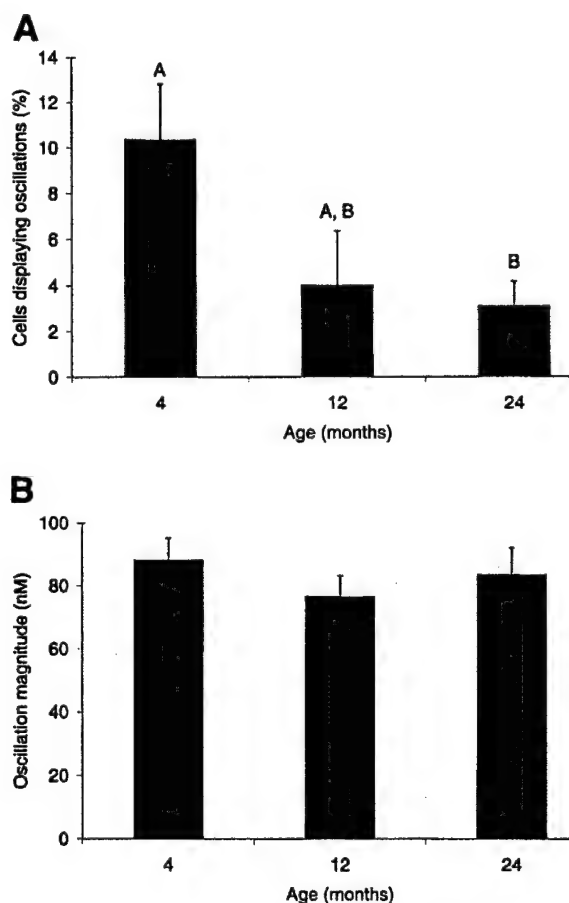 A
Cells displaying oscillations (%)
14
12
10
8
6
4
2
0
A
A, B
B
4
12
24
Age (months)
B
Oscillation magnitude (nM)
100
80
60
40
20
0
4
12
24
Age (months)